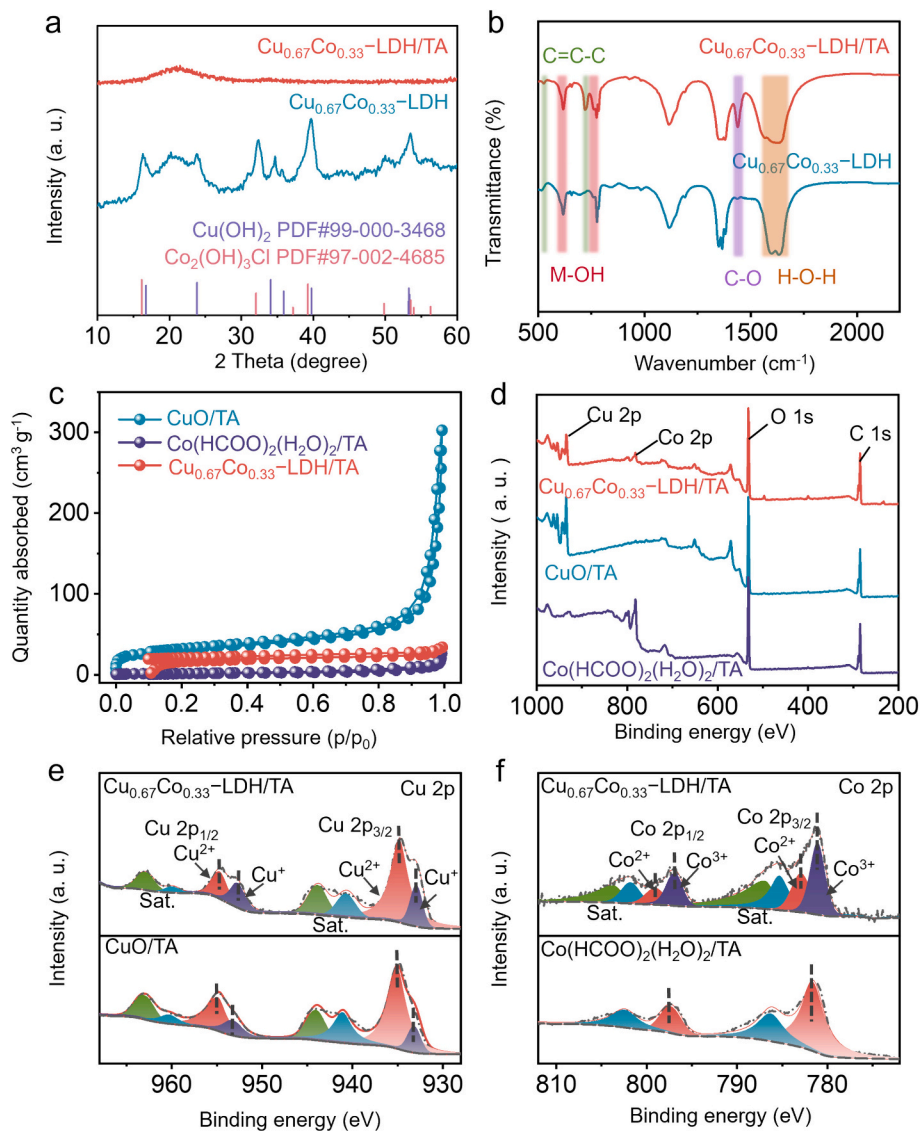 a
Cu₀.₆₇Co₀.₃₃−LDH/TA
Cu₀.₆₇Co₀.₃₃−LDH
Cu(OH)₂ PDF#99-000-3468
Co₂(OH)₃Cl PDF#97-002-4685
Intensity (a. u.)
10 20 30 40 50 60
2 Theta (degree)
b
C=C-C
Cu₀.₆₇Co₀.₃₃−LDH/TA
Cu₀.₆₇Co₀.₃₃−LDH
M-OH
C-O
H-O-H
Transmittance (%)
500 1000 1500 2000
Wavenumber (cm⁻¹)
c
CuO/TA
Co(HCOO)₂(H₂O)₂/TA
Cu₀.₆₇Co₀.₃₃−LDH/TA
Quantity absorbed (cm³ g⁻¹)
300
200
100
0
0.0 0.2 0.4 0.6 0.8 1.0
Relative pressure (p/p₀)
d
Cu 2p
Co 2p
O 1s
C 1s
Cu₀.₆₇Co₀.₃₃−LDH/TA
CuO/TA
Co(HCOO)₂(H₂O)₂/TA
Intensity ( a. u.)
1000 800 600 400 200
Binding energy (eV)
e
Cu₀.₆₇Co₀.₃₃−LDH/TA
Cu 2p
Cu 2p₁/₂
Cu²⁺
Cu⁺
Cu 2p₃/₂
Cu²⁺
Cu⁺
Sat.
Sat.
CuO/TA
Intensity (a. u.)
960 950 940 930
Binding energy (eV)
f
Cu₀.₆₇Co₀.₃₃−LDH/TA
Co 2p
Co 2p₁/₂
Co²⁺
Co³⁺
Co 2p₃/₂
Co²⁺
Co³⁺
Sat.
Sat.
Co(HCOO)₂(H₂O)₂/TA
Intensity (a. u.)
810 800 790 780
Binding energy (eV)